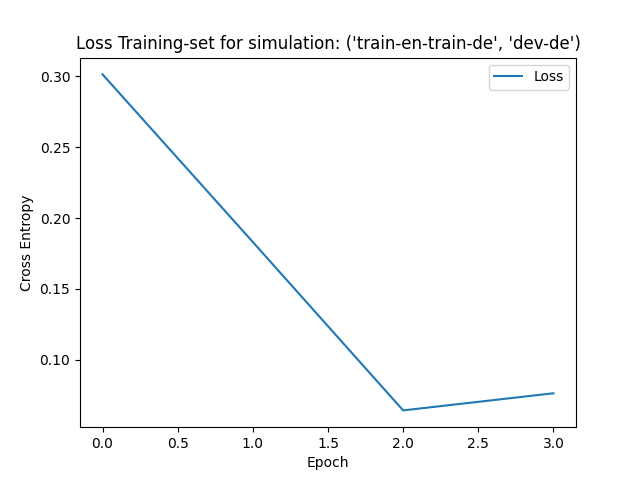 Loss Training-set for simulation: ('train-en-train-de', 'dev-de')
Loss
0.30
0.25
0.20
0.15
0.10
Cross Entropy
0.0 0.5 1.0 1.5 2.0 2.5 3.0
Epoch